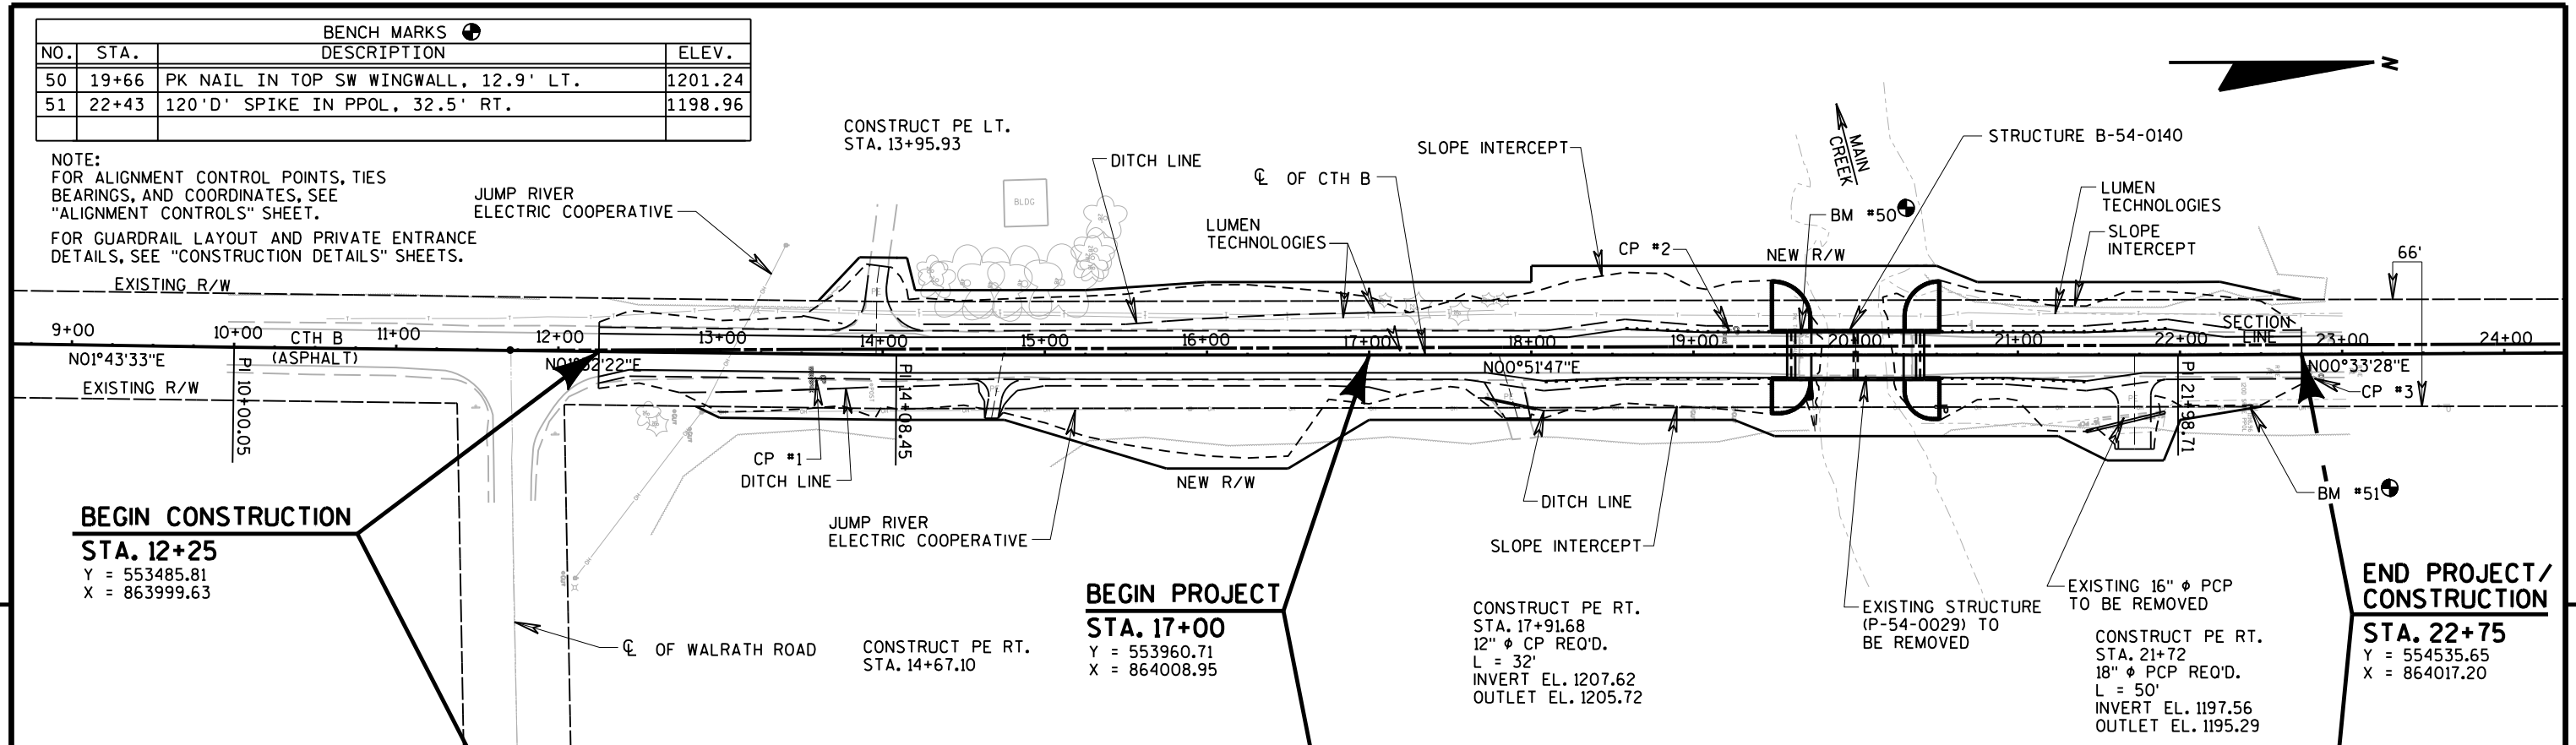 BENCH MARKS
NO. STA. DESCRIPTION ELEV.
50 19+66 PK NAIL IN TOP SW WINGWALL, 12.9' LT. 1201.24
51 22+43 120'D' SPIKE IN PPOL, 32.5' RT. 1198.96
NOTE:
FOR ALIGNMENT CONTROL POINTS, TIES
BEARINGS, AND COORDINATES, SEE
"ALIGNMENT CONTROLS" SHEET.
FOR GUARDRAIL LAYOUT AND PRIVATE ENTRANCE
DETAILS, SEE "CONSTRUCTION DETAILS" SHEETS.
JUMP RIVER
ELECTRIC COOPERATIVE
CONSTRUCT PE LT.
STA. 13+95.93
BLDG
DITCH LINE
LUMEN
TECHNOLOGIES
℄ OF CTH B
SLOPE INTERCEPT
CP #2
NEW R/W
MAIN
CREEK
BM #50
STRUCTURE B-54-0140
LUMEN
TECHNOLOGIES
SLOPE
INTERCEPT
66'
N
EXISTING R/W
9+00
10+00
CTH B
(ASPHALT)
11+00
12+00
13+00
14+00
15+00
16+00
17+00
18+00
19+00
20+00
21+00
22+00
SECTION
LINE
23+00
24+00
N01°43'33"E
N00°51'47"E
N00°33'28"E
EXISTING R/W
PI 10+00.05
PI 14+08.45
PI 21+98.71
PE
CP #1
DITCH LINE
JUMP RIVER
ELECTRIC COOPERATIVE
NEW R/W
DITCH LINE
SLOPE INTERCEPT
CP #3
BM #51
BEGIN CONSTRUCTION
STA. 12+25
Y = 553485.81
X = 863999.63
℄ OF WALRATH ROAD
CONSTRUCT PE RT.
STA. 14+67.10
BEGIN PROJECT
STA. 17+00
Y = 553960.71
X = 864008.95
CONSTRUCT PE RT.
STA. 17+91.68
12" ϕ CP REQ'D.
L = 32'
INVERT EL. 1207.62
OUTLET EL. 1205.72
EXISTING STRUCTURE
(P-54-0029) TO
BE REMOVED
EXISTING 16" ϕ PCP
TO BE REMOVED
CONSTRUCT PE RT.
STA. 21+72
18" ϕ PCP REQ'D.
L = 50'
INVERT EL. 1197.56
OUTLET EL. 1195.29
END PROJECT/
CONSTRUCTION
STA. 22+75
Y = 554535.65
X = 864017.20